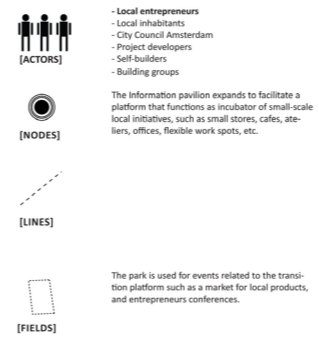 - Local entrepreneurs
- Local inhabitants
- City Council Amsterdam
- Project developers
- Self-builders
- Building groups
[ACTORS]
The Information pavilion expands to facilitate a
platform that functions as incubator of small-scale
local initiatives, such as small stores, cafes, ate-
liers, offices, flexible work spots, etc.
[NODES]
[LINES]
The park is used for events related to the transi-
tion platform such as a market for local products,
and entrepreneurs conferences.
[FIELDS]